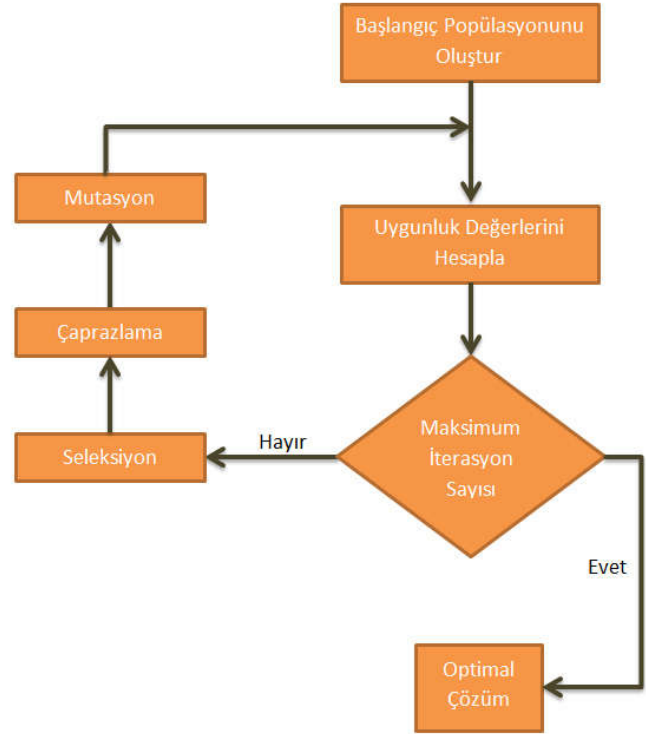 Başlangıç Popülasyonunu
Oluştur
Mutasyon
Uygunluk Değerlerini
Hesapla
Çaprazlama
Maksimum
İterasyon
Sayısı
Hayır
Seleksiyon
Evet
Optimal
Çözüm